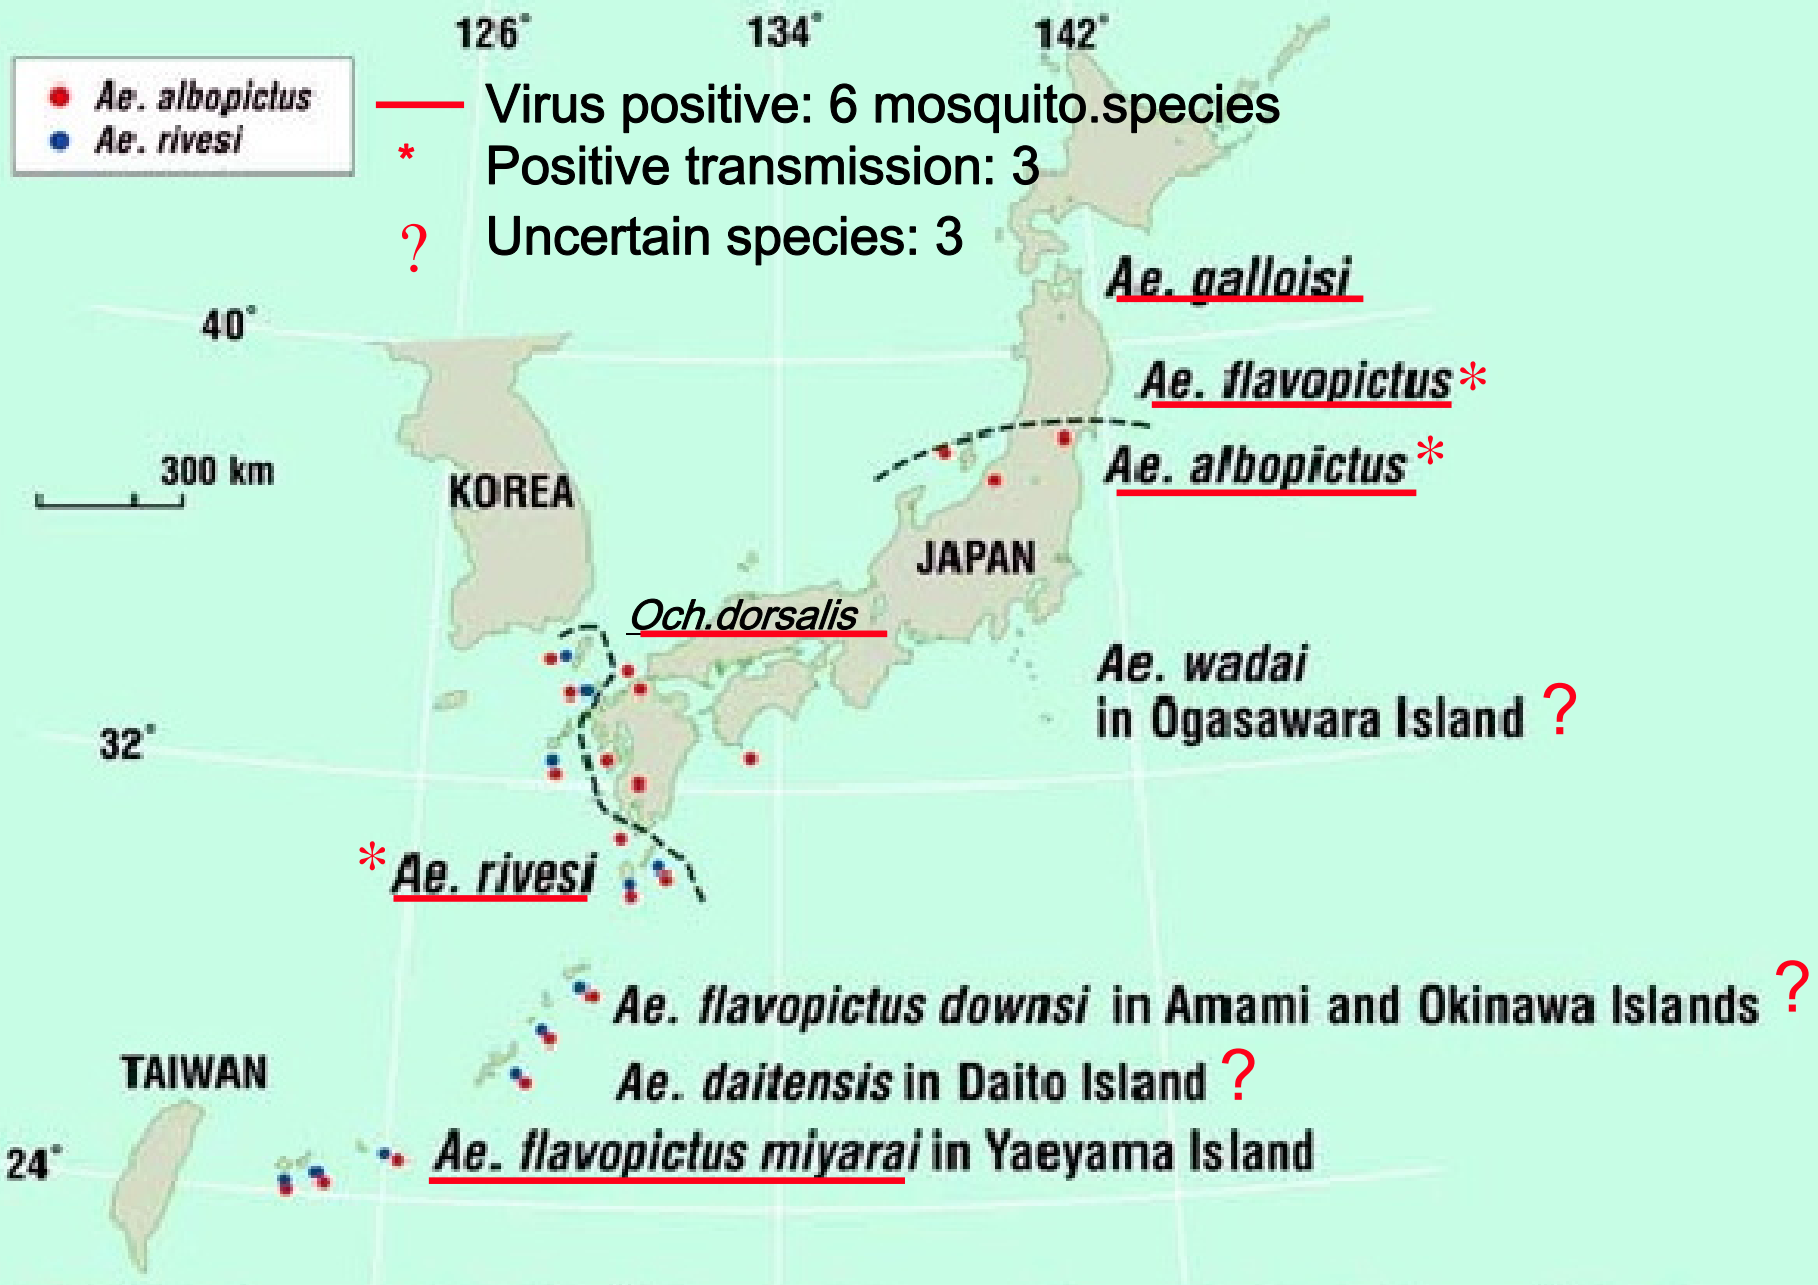 126°
134°
142°
Ae. albopictus
Ae. rivesi
Virus positive: 6 mosquito.species
* Positive transmission: 3
? Uncertain species: 3
Ae. galloisi
40°
Ae. flavopictus*
Ae. albopictus*
300 km
KOREA
JAPAN
Och.dorsalis
Ae. wadai
in Ogasawara Island ?
32°
*Ae. rivesi
Ae. flavopictus downsi in Amami and Okinawa Islands ?
Ae. daitensis in Daito Island ?
TAIWAN
Ae. flavopictus miyarai in Yaeyama Island
24°